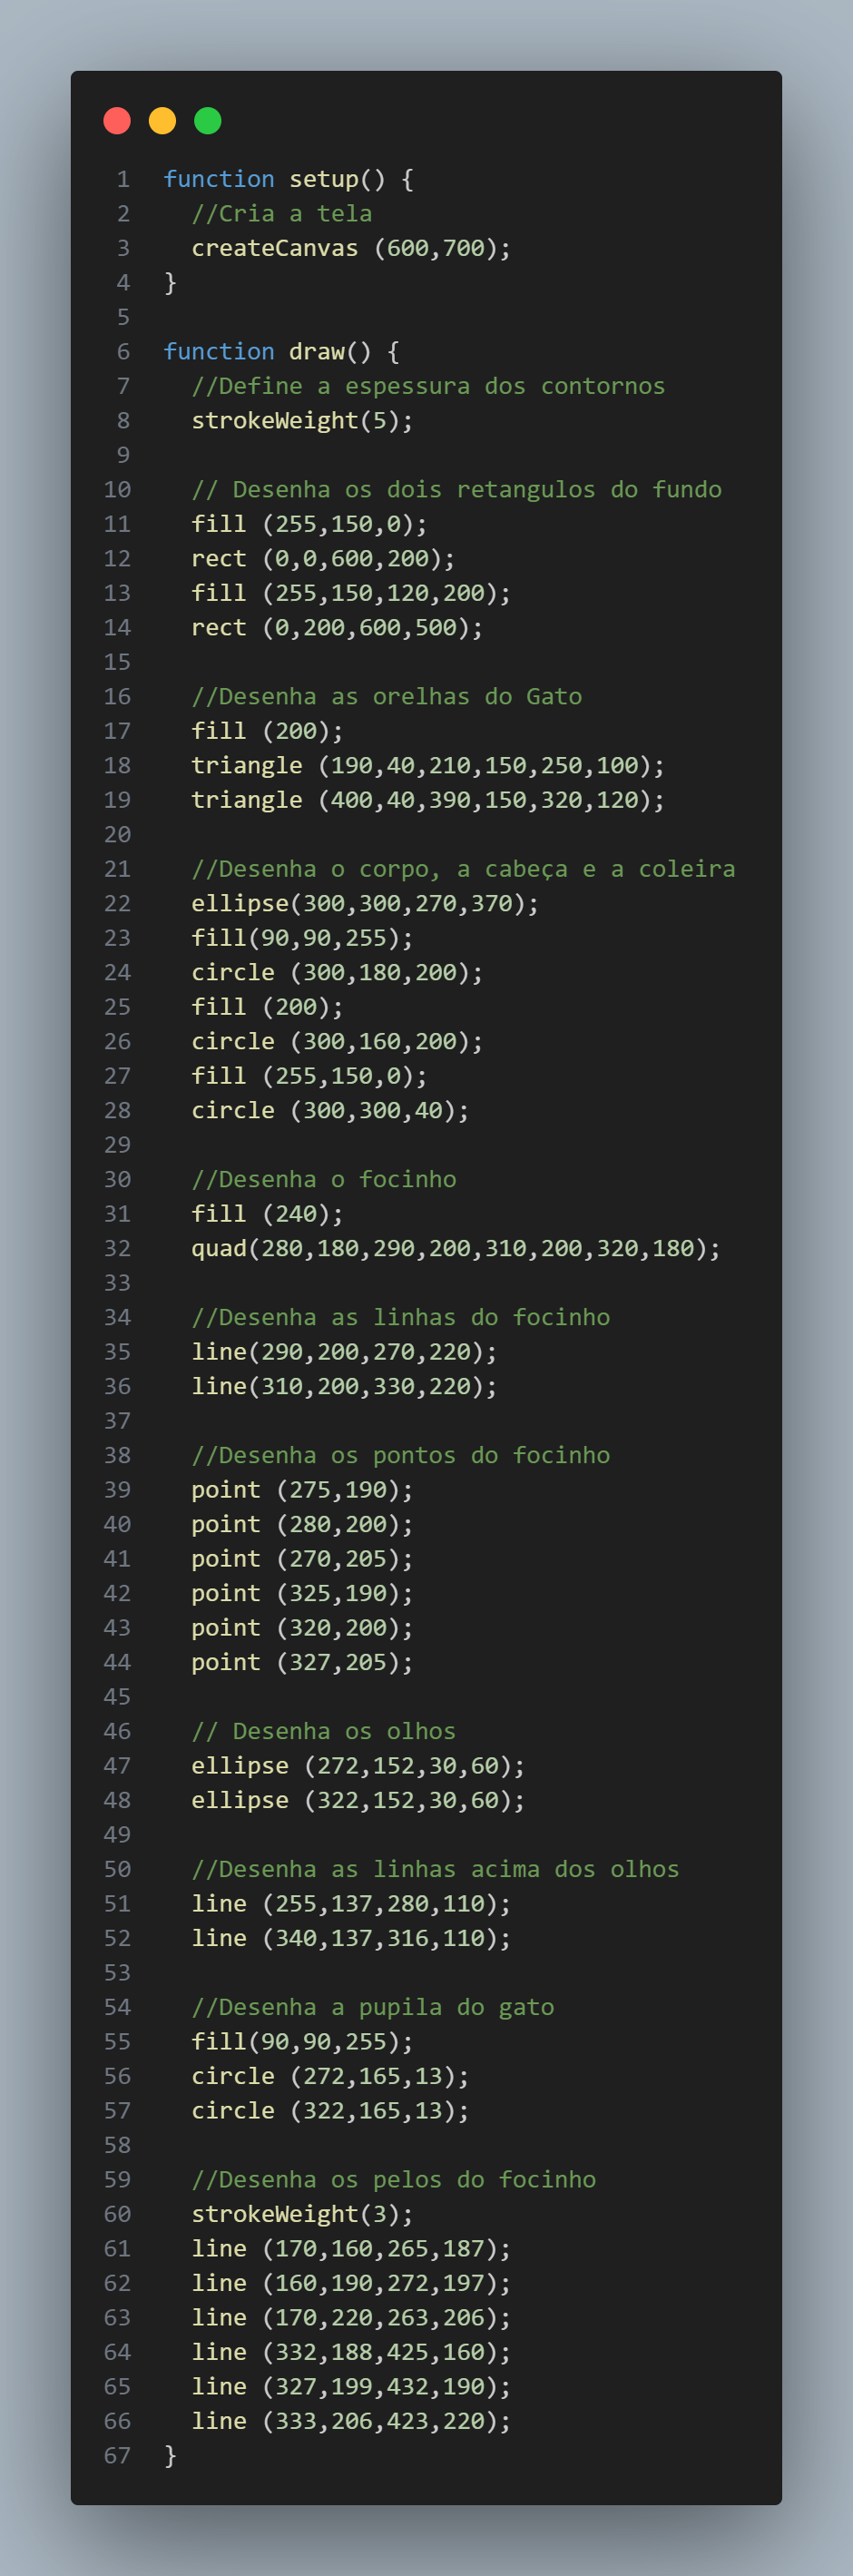 1 function setup() {
2 //Cria a tela
3 createCanvas (600,700);
4 }
5
6 function draw() {
7 //Define a espessura dos contornos
8 strokeWeight(5);
9
10 // Desenha os dois retangulos do fundo
11 fill (255,150,0);
12 rect (0,0,600,200);
13 fill (255,150,120,200);
14 rect (0,200,600,500);
15
16 //Desenha as orelhas do Gato
17 fill (200);
18 triangle (190,40,210,150,250,100);
19 triangle (400,40,390,150,320,120);
20
21 //Desenha o corpo, a cabeça e a coleira
22 ellipse(300,300,270,370);
23 fill(90,90,255);
24 circle (300,180,200);
25 fill (200);
26 circle (300,160,200);
27 fill (255,150,0);
28 circle (300,300,40);
29
30 //Desenha o focinho
31 fill (240);
32 quad(280,180,290,200,310,200,320,180);
33
34 //Desenha as linhas do focinho
35 line(290,200,270,220);
36 line(310,200,330,220);
37
38 //Desenha os pontos do focinho
39 point (275,190);
40 point (280,200);
41 point (270,205);
42 point (325,190);
43 point (320,200);
44 point (327,205);
45
46 // Desenha os olhos
47 ellipse (272,152,30,60);
48 ellipse (322,152,30,60);
49
50 //Desenha as linhas acima dos olhos
51 line (255,137,280,110);
52 line (340,137,316,110);
53
54 //Desenha a pupila do gato
55 fill(90,90,255);
56 circle (272,165,13);
57 circle (322,165,13);
58
59 //Desenha os pelos do focinho
60 strokeWeight(3);
61 line (170,160,265,187);
62 line (160,190,272,197);
63 line (170,220,263,206);
64 line (332,188,425,160);
65 line (327,199,432,190);
66 line (333,206,423,220);
67 }